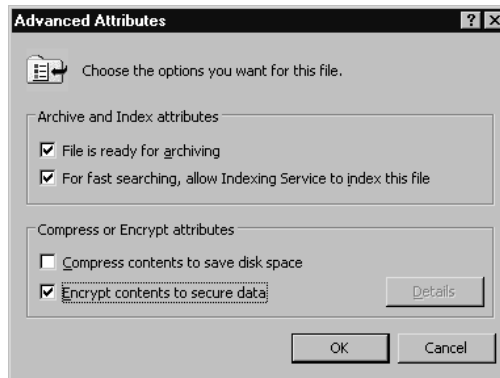 Advanced Attributes
Choose the options you want for this file.
Archive and Index attributes
File is ready for archiving
For fast searching, allow Indexing Service to index this file
Compress or Encrypt attributes
Compress contents to save disk space
Encrypt contents to secure data
Details
OK Cancel